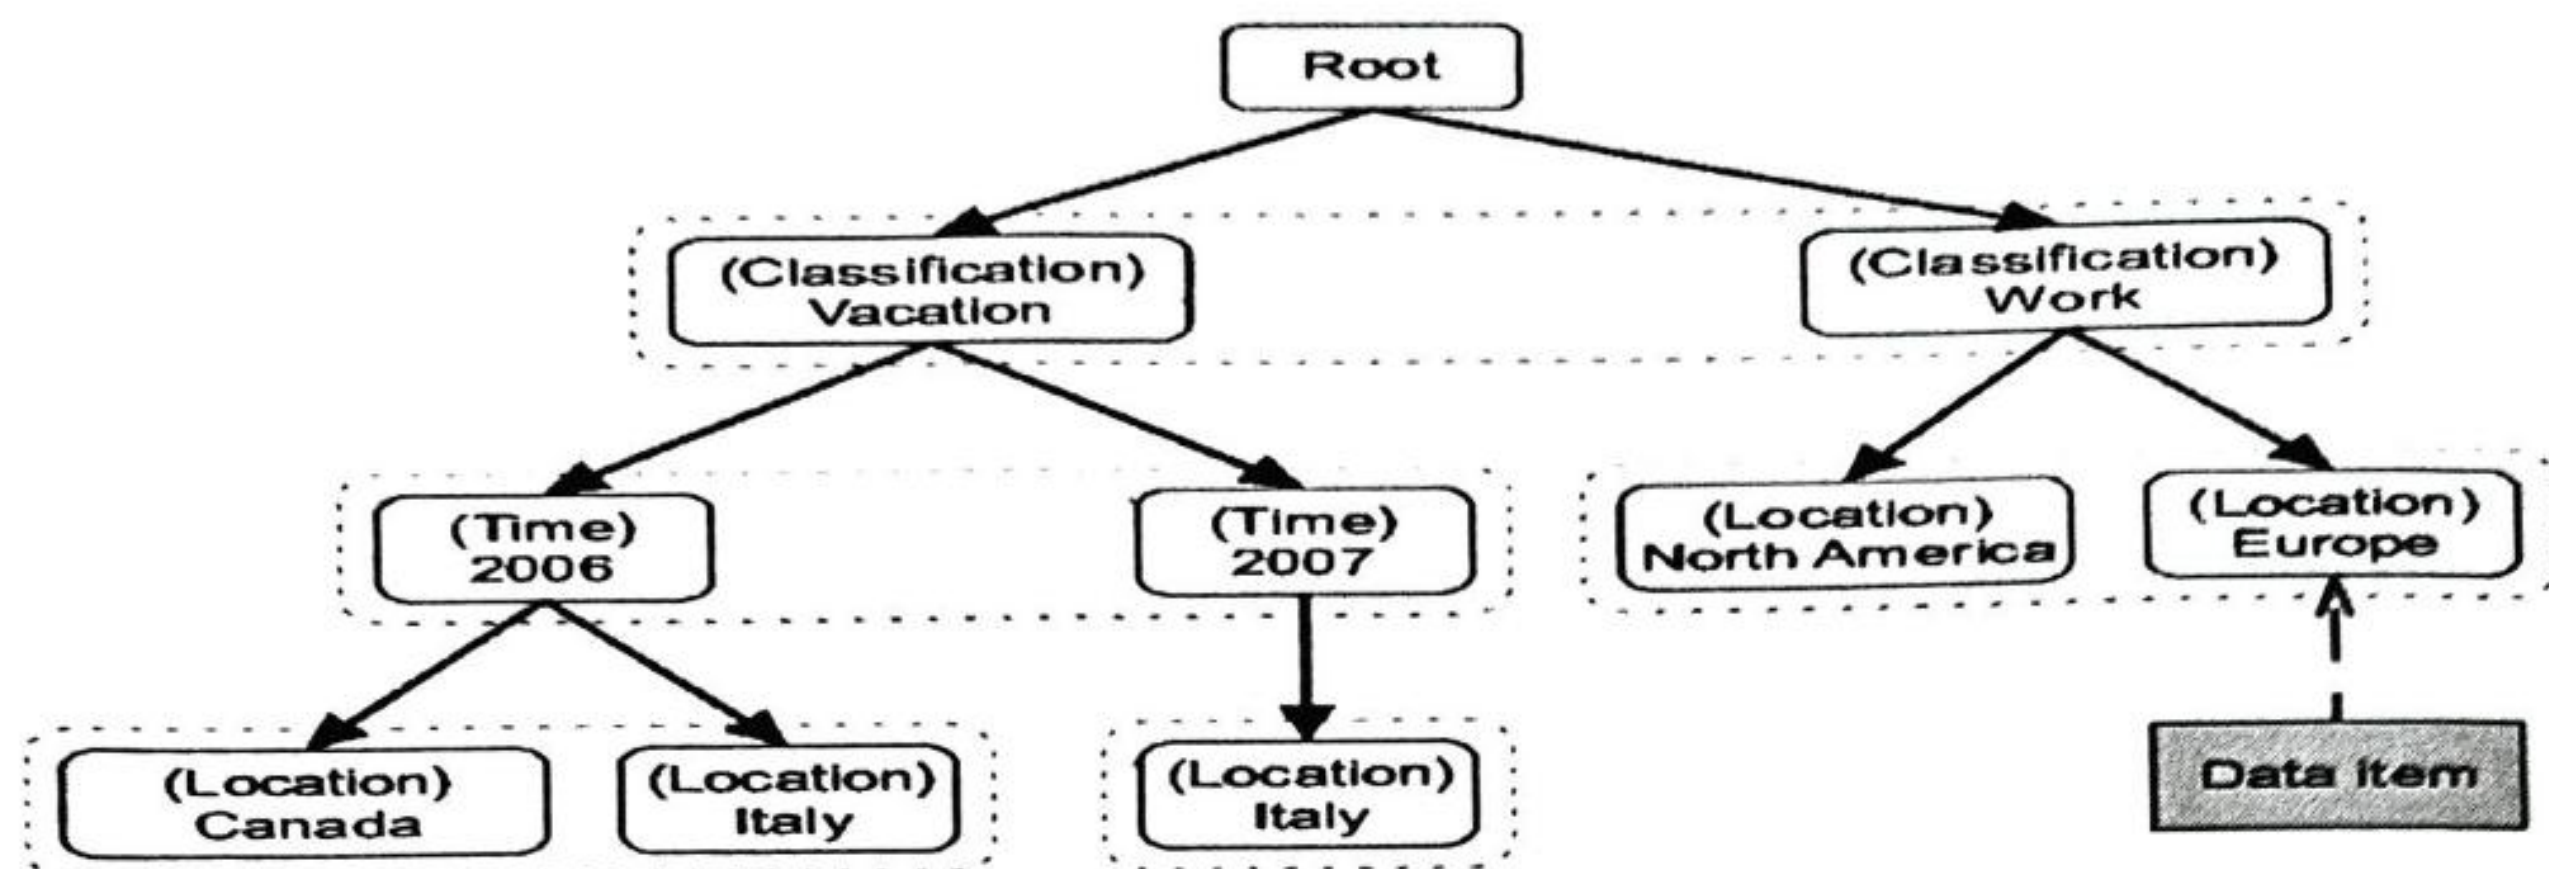 Root
(Classification)
Vacation
(Classification)
Work
(Time)
2006
(Time)
2007
(Location)
North America
(Location)
Europe
(Location)
Canada
(Location)
Italy
(Location)
Italy
Data item